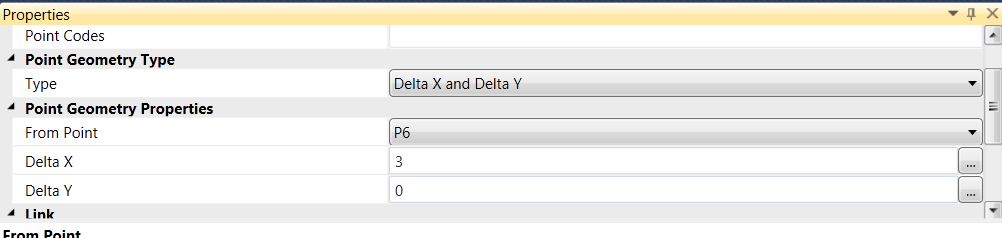 Properties
Point Codes
Point Geometry Type
Type Delta X and Delta Y
Point Geometry Properties
From Point P6
Delta X 3 ...
Delta Y 0 ...
Link
From Point